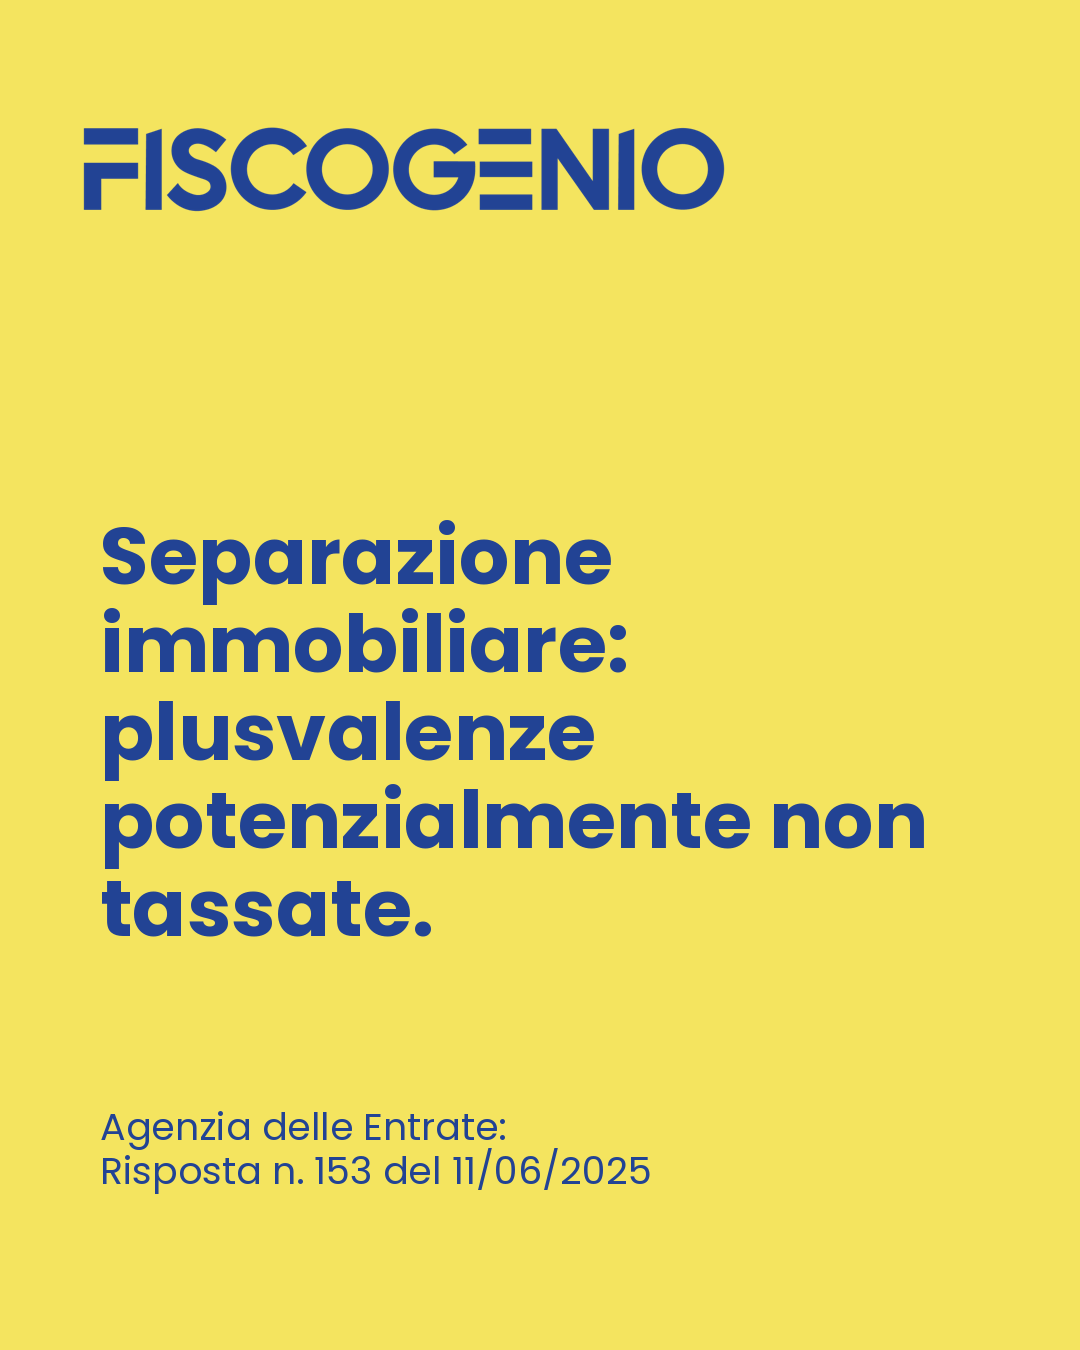 FISCOGENIO
Separazione
immobiliare:
plusvalenze
potenzialmente non
tassate.
Agenzia delle Entrate:
Risposta n. 153 del 11/06/2025